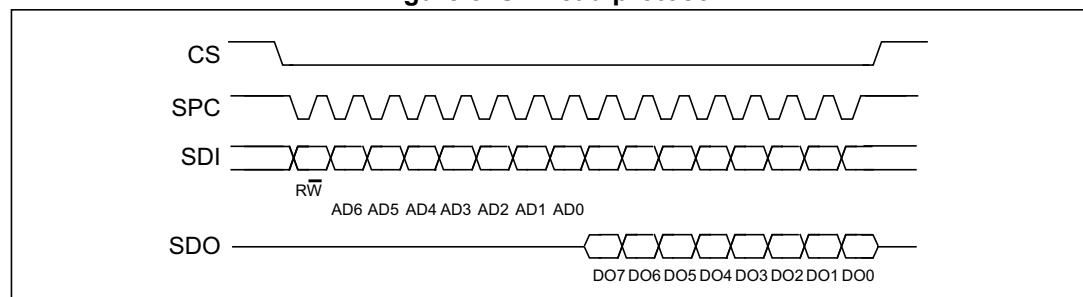 CS
SPC
SDI
RW̅
AD6 AD5 AD4 AD3 AD2 AD1 AD0
SDO
DO7 DO6 DO5 DO4 DO3 DO2 DO1 DO0